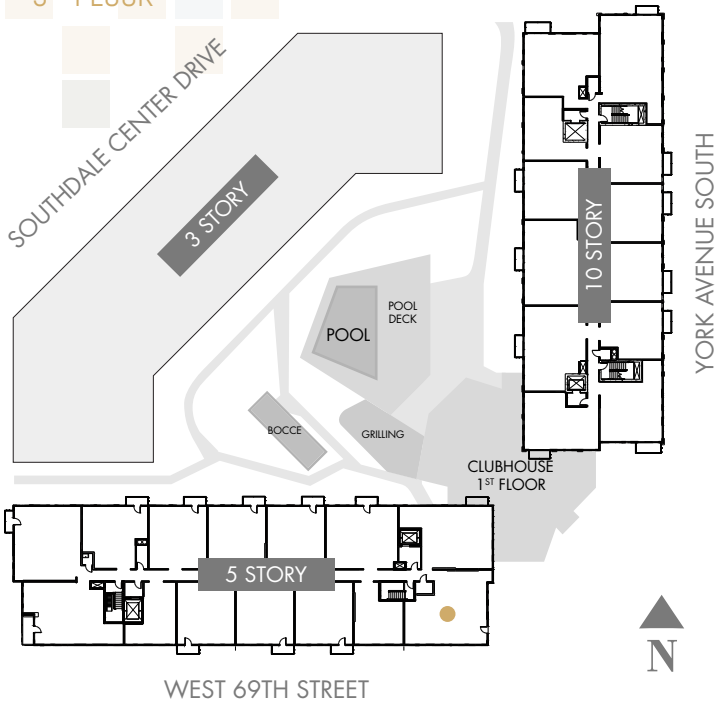 FLOOR
SOUTHDALE CENTER DRIVE
3 STORY
10 STORY
YORK AVENUE SOUTH
POOL
DECK
POOL
BOCCE
GRILLING
CLUBHOUSE
1ST FLOOR
5 STORY
N
WEST 69TH STREET